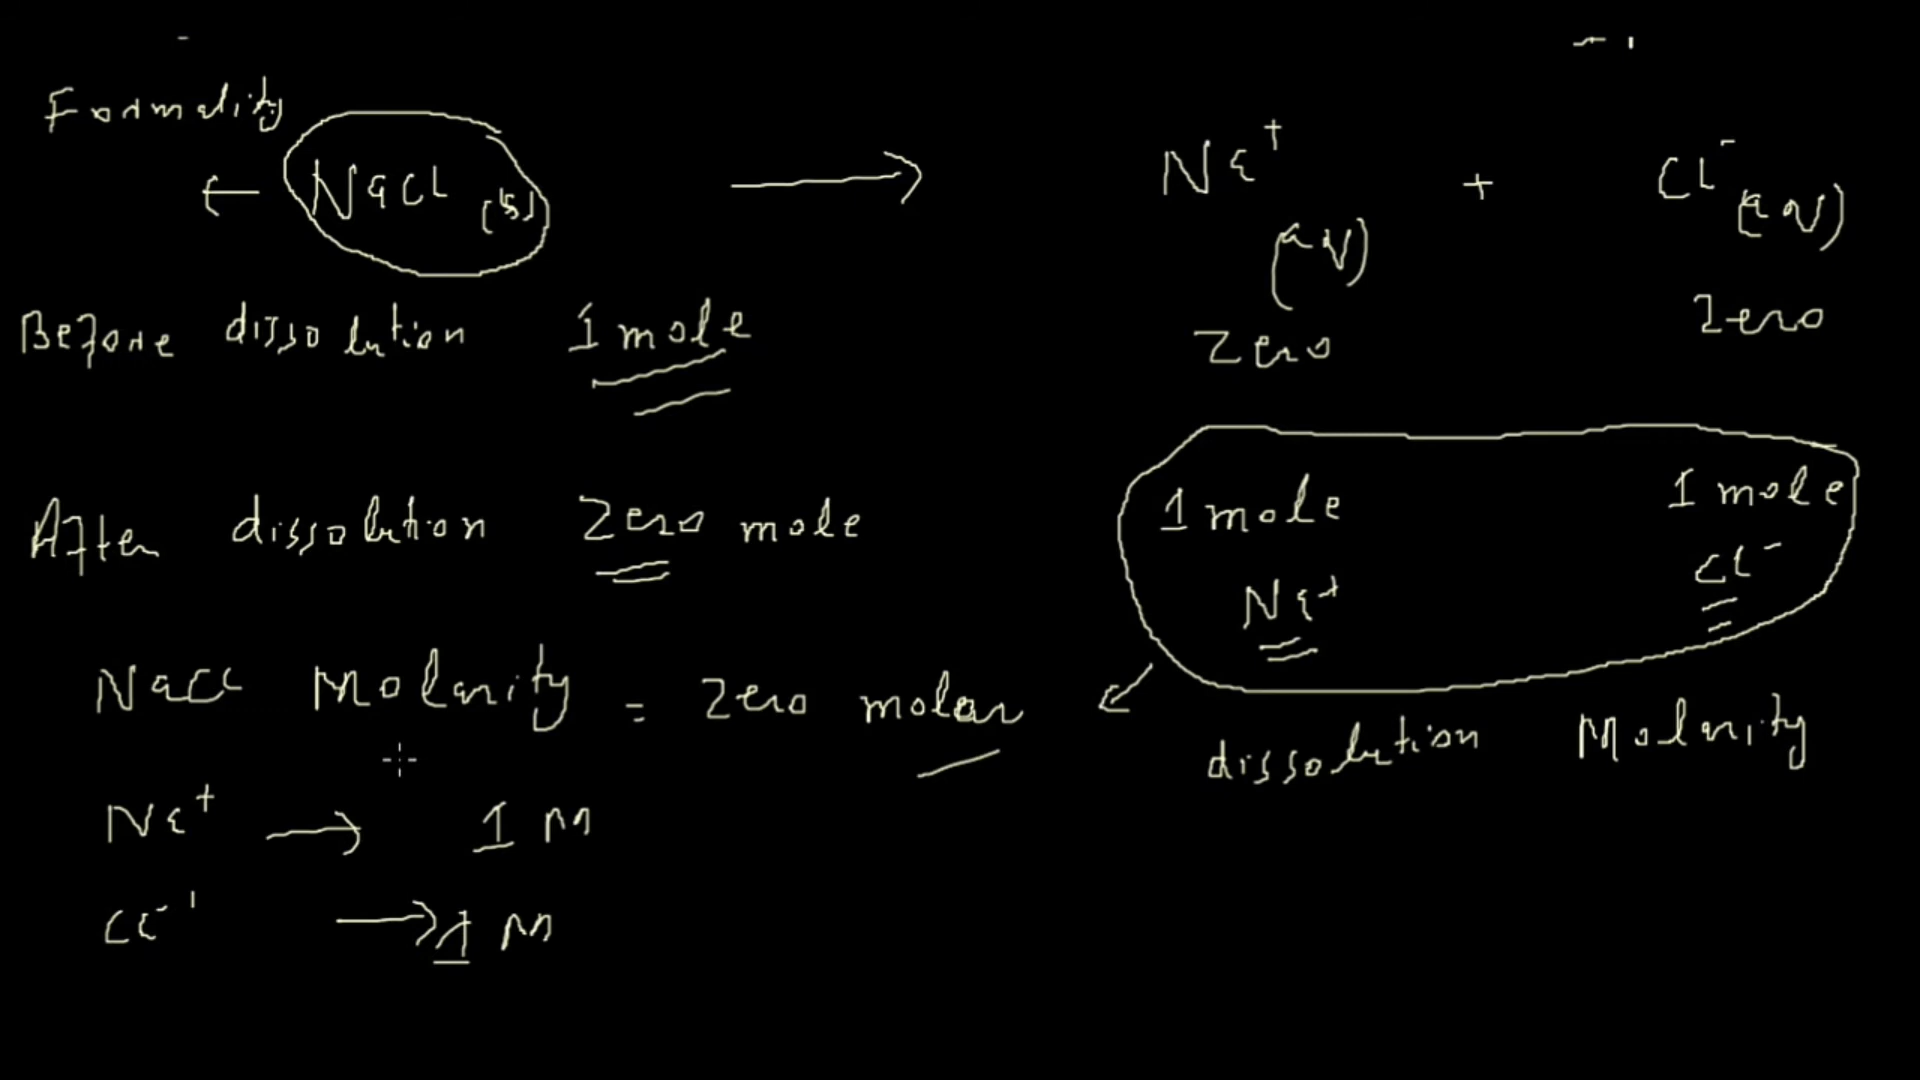 Formality
← NaCl (s) → Na+ (aq) + Cl- (aq)
Before dissolution 1 mole Zero Zero
After dissolution Zero mole 1 mole 1 mole
Na+ Cl-
NaCl Molarity = Zero molar
dissolution Molarity
Na+ → 1 M
Cl- → 1 M